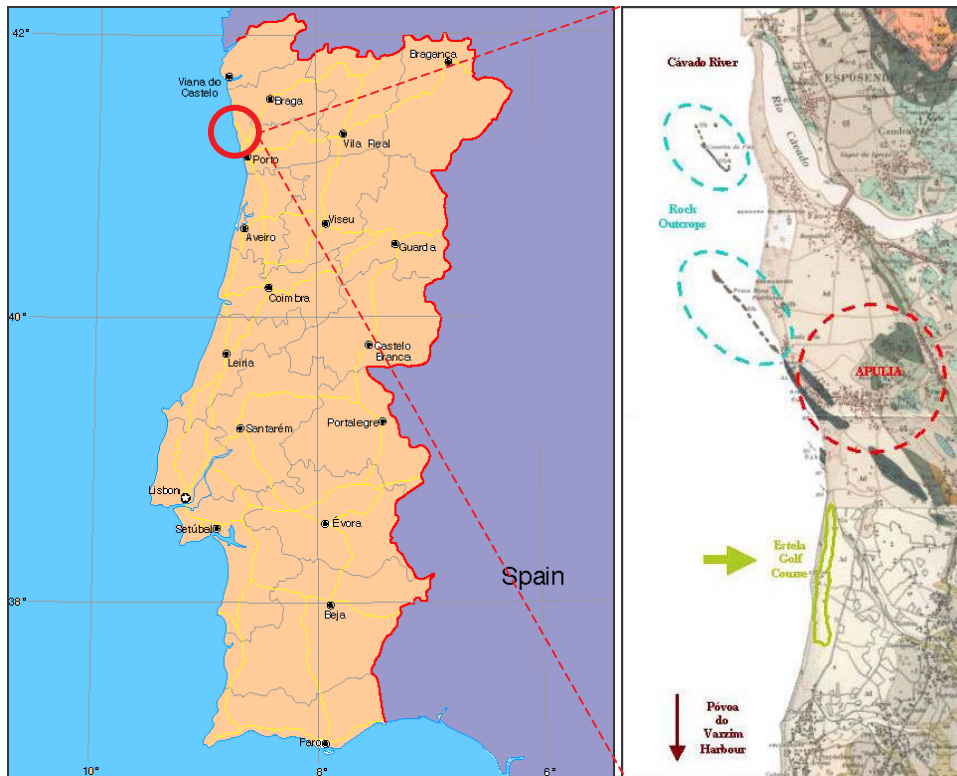 42°
Bragança
Viana do
Castelo
Braga
Vila Real
Porto
Viseu
Aveiro
Guarda
Coimbra
40°
Castelo
Branca
Leiria
Santarém
Portalegre
Lisbon
Setúbal
Évora
Spain
38°
Beja
Faro
10°
8°
6°
Cávado River
ESPOSENDE
Rio
Cávado
Gandra
Rock
Outcrops
APULIA
Estela
Golf
Course
Póvoa
do
Varzim
Harbour